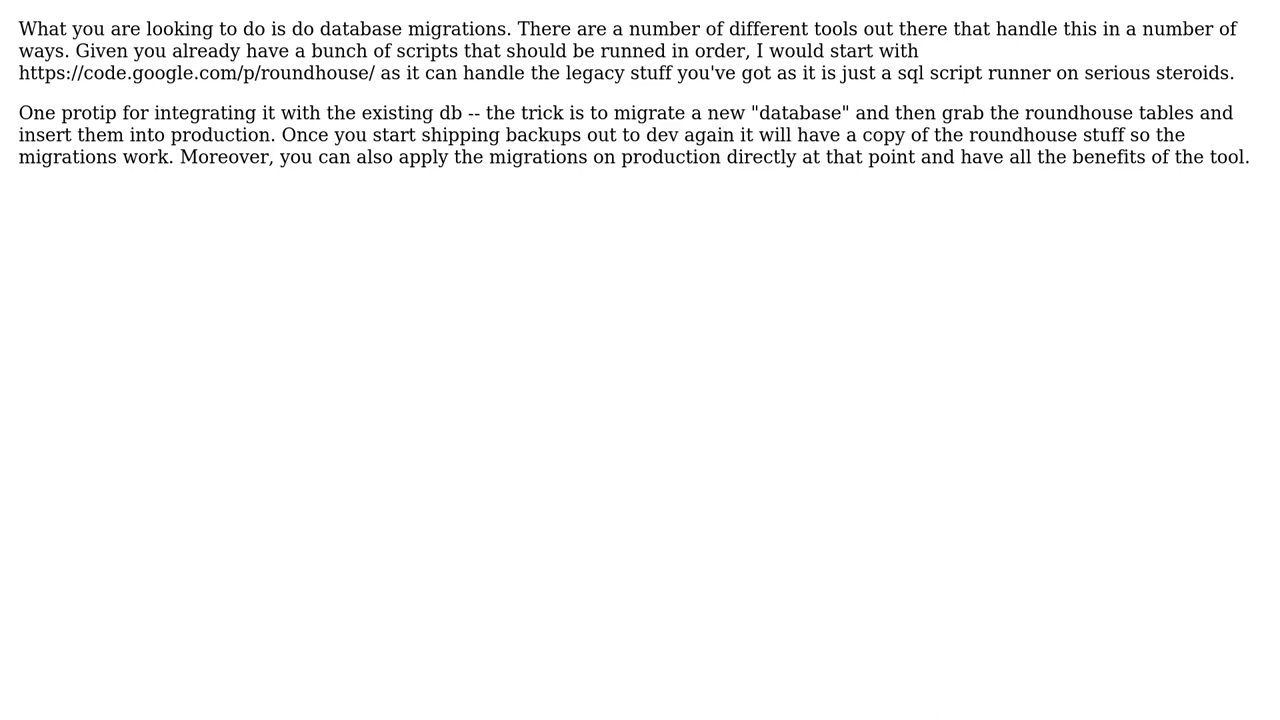 What you are looking to do is do database migrations. There are a number of different tools out there that handle this in a number of
ways. Given you already have a bunch of scripts that should be runned in order, I would start with
https://code.google.com/p/roundhouse/ as it can handle the legacy stuff you've got as it is just a sql script runner on serious steroids.
One protip for integrating it with the existing db -- the trick is to migrate a new "database" and then grab the roundhouse tables and
insert them into production. Once you start shipping backups out to dev again it will have a copy of the roundhouse stuff so the
migrations work. Moreover, you can also apply the migrations on production directly at that point and have all the benefits of the tool.